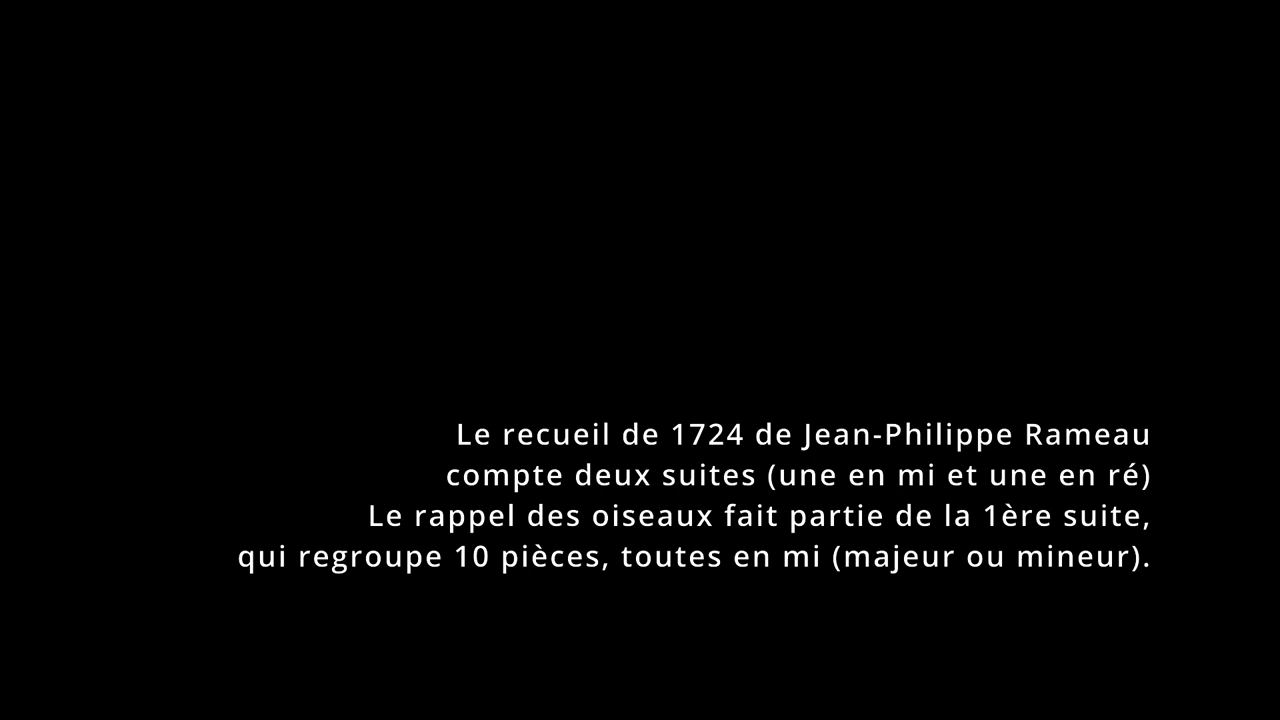 Le recueil de 1724 de Jean-Philippe Rameau
compte deux suites (une en mi et une en ré)
Le rappel des oiseaux fait partie de la 1ère suite,
qui regroupe 10 pièces, toutes en mi (majeur ou mineur).